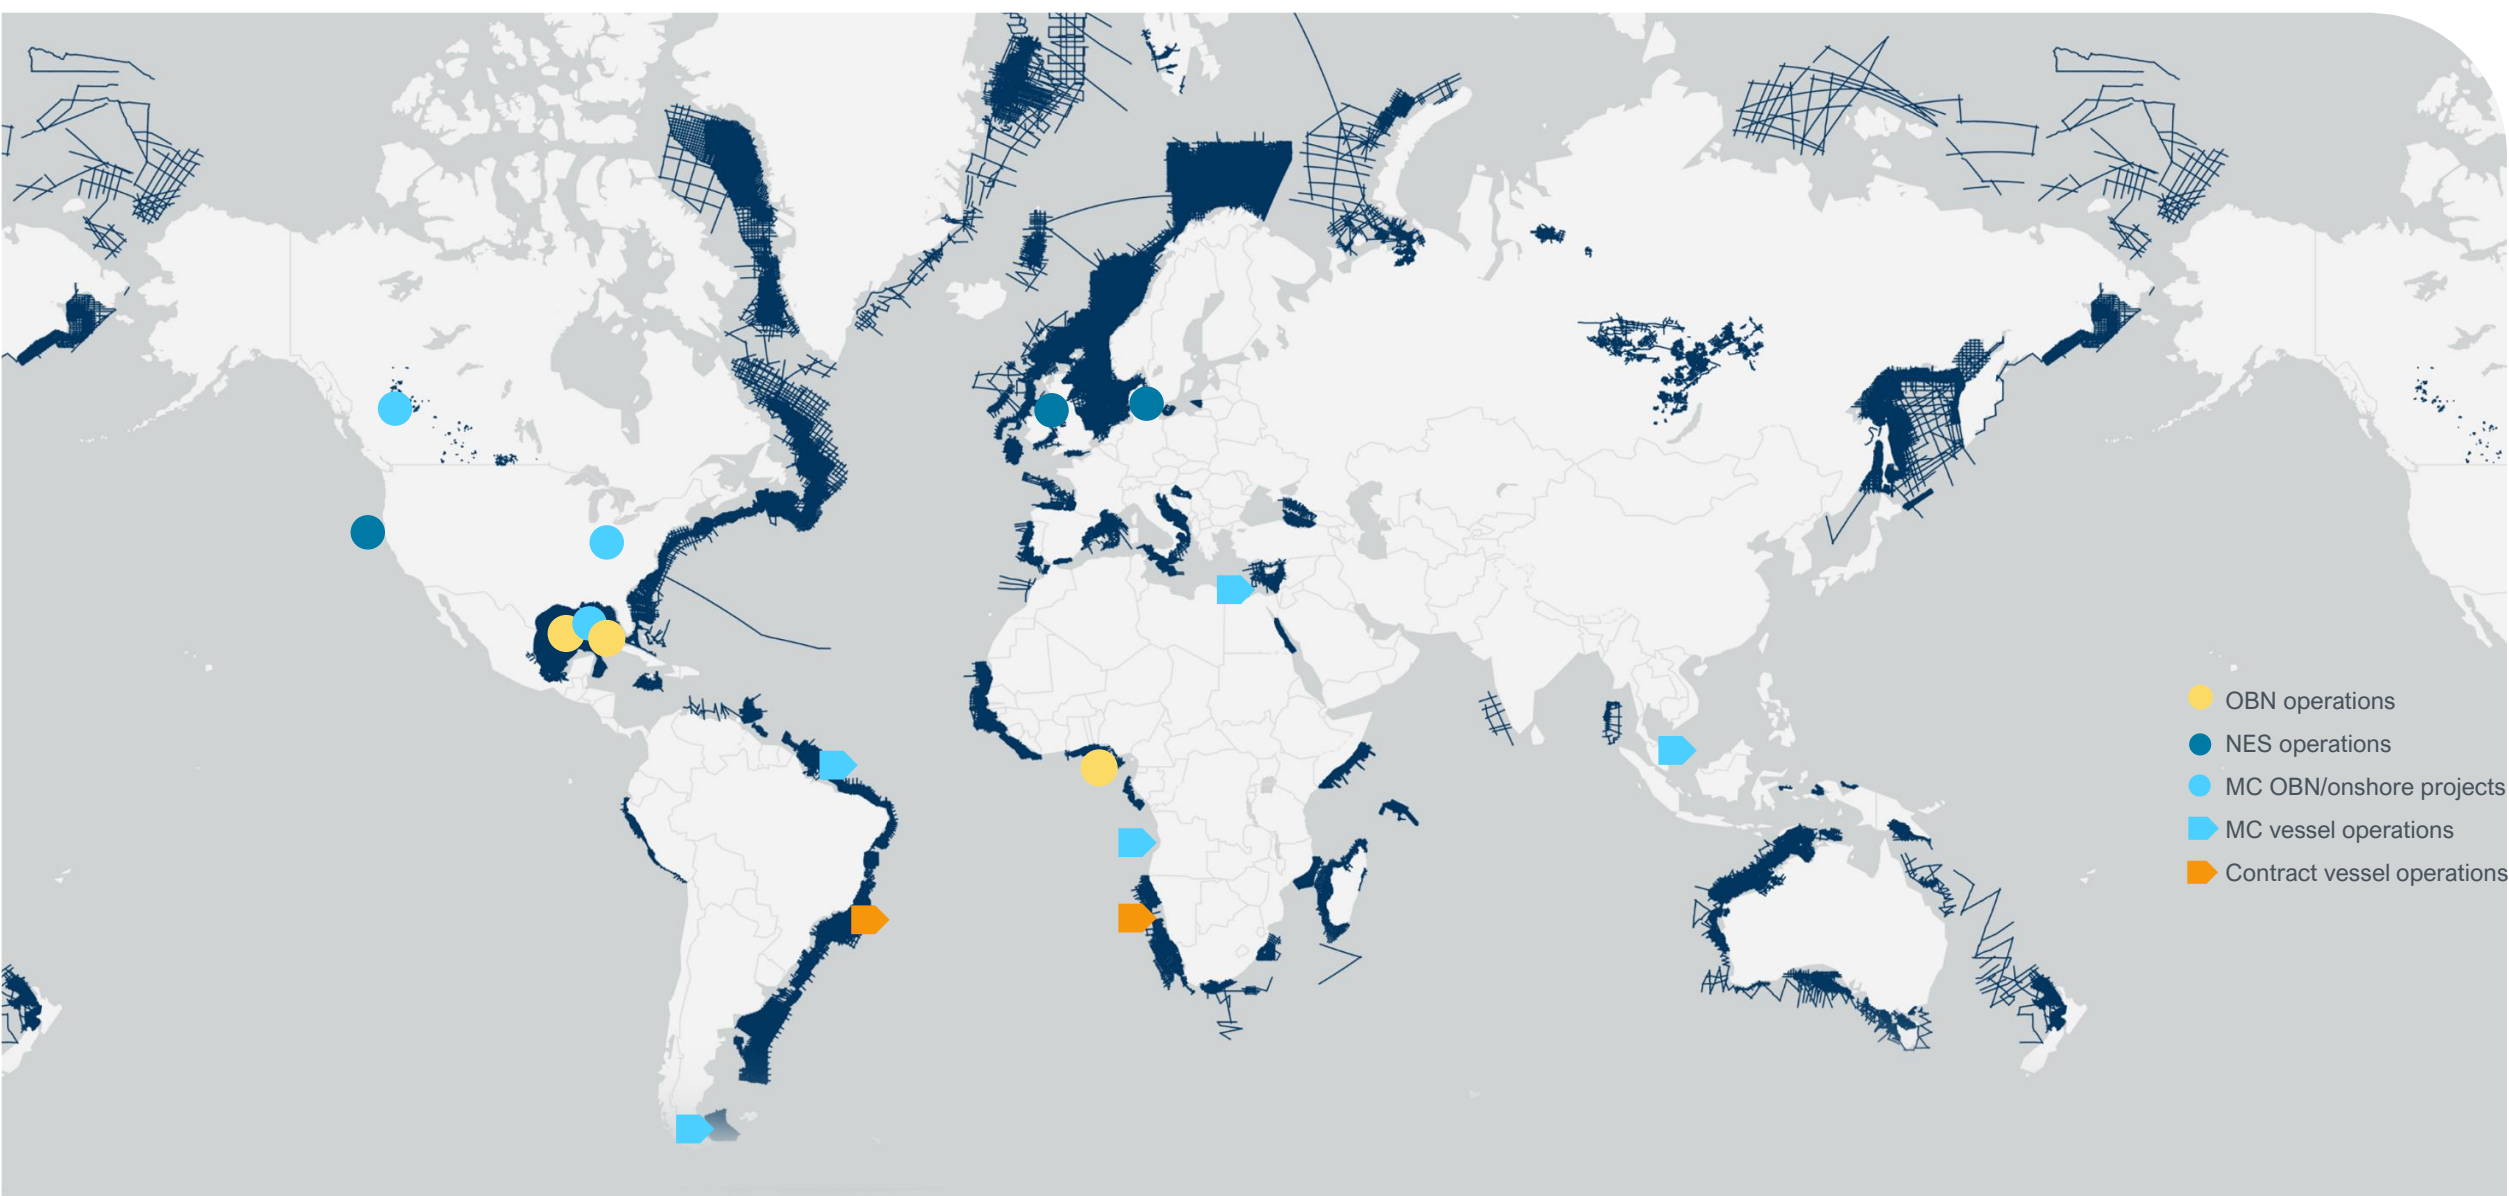 OBN operations
NES operations
MC OBN/onshore projects
MC vessel operations
Contract vessel operations